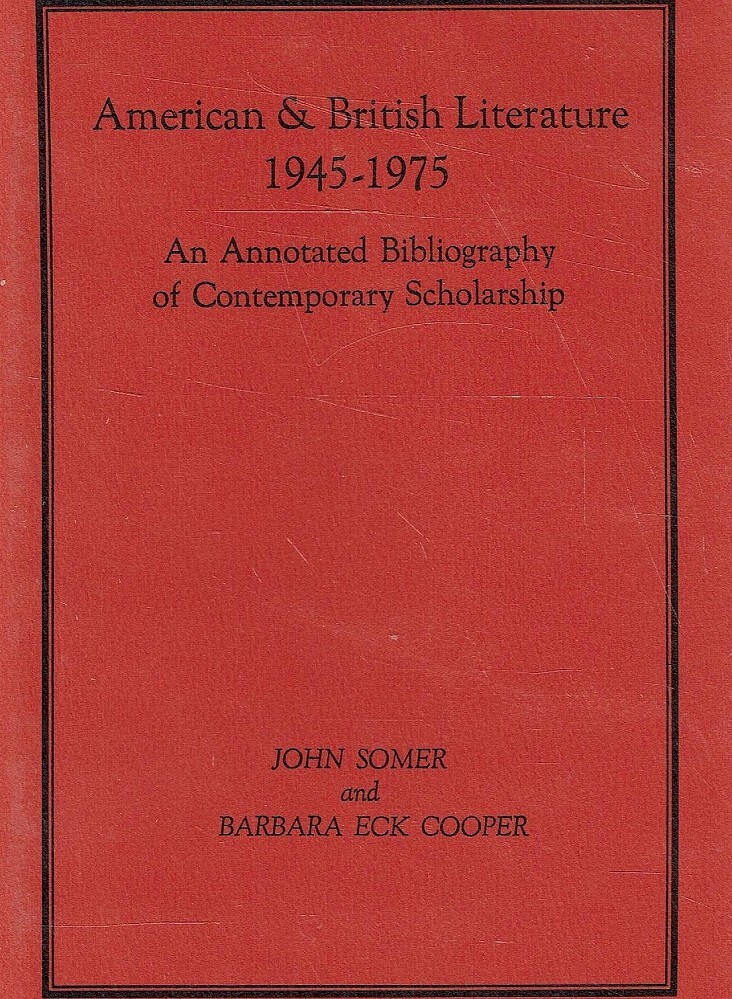 American & British Literature
1945-1975
An Annotated Bibliography
of Contemporary Scholarship
JOHN SOMER
and
BARBARA ECK COOPER